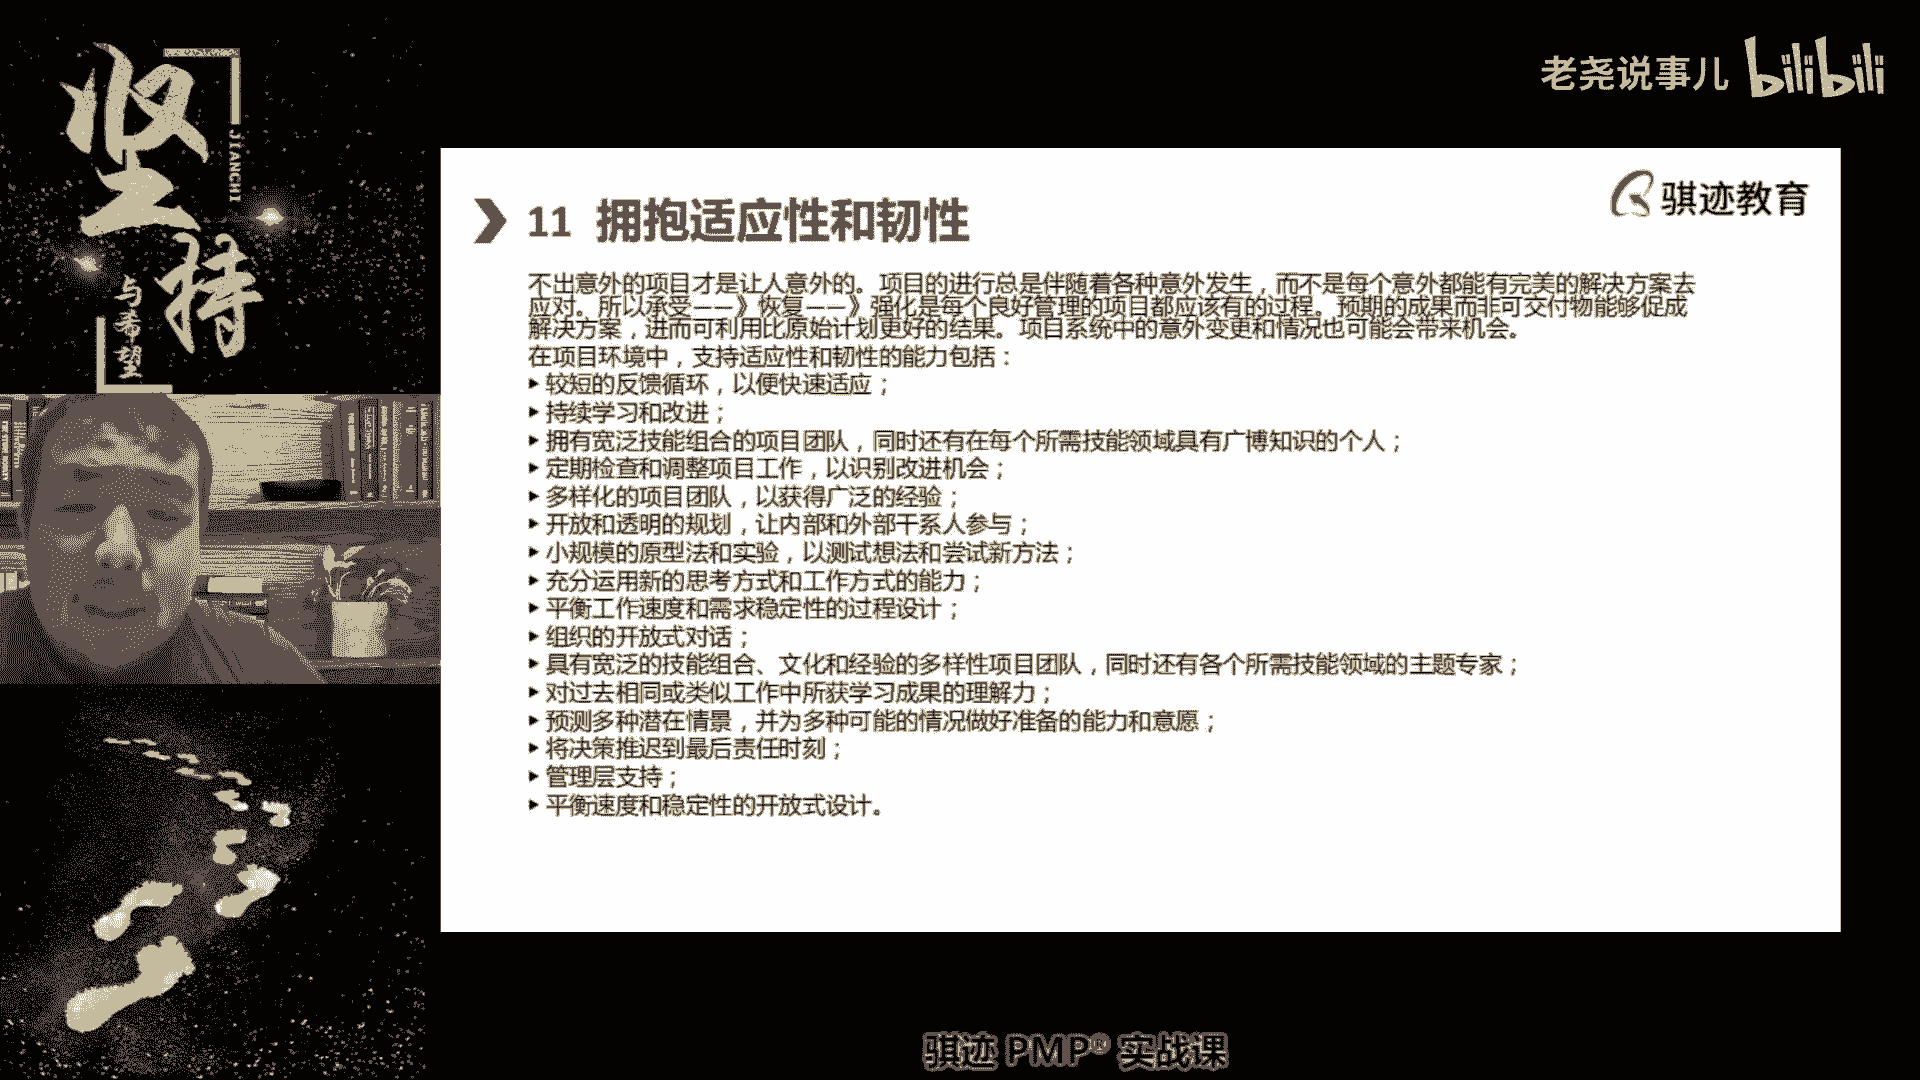 坚持
JIANCHI
与希望
老尧说事儿 bilibili
骐迹教育
11 拥抱适应性和韧性
不出意外的项目才是让人意外的。项目的进行总是伴随着各种意外发生，而不是每个意外都能有完美的解决方案去
应对。所以承受——》恢复——》强化是每个良好管理的项目都应该有的过程。预期的成果而非可交付物能够促成
解决方案，进而可利用比原始计划更好的结果。项目系统中的意外变更和情况也可能会带来机会。
在项目环境中，支持适应性和韧性的能力包括：
较短的反馈循环，以便快速适应；
持续学习和改进；
拥有宽泛技能组合的项目团队，同时还有在每个所需技能领域具有广博知识的个人；
定期检查和调整项目工作，以识别改进机会；
多样化的项目团队，以获得广泛的经验；
开放和透明的规划，让内部和外部干系人参与；
小规模的原型法和实验，以测试想法和尝试新方法；
充分运用新的思考方式和工作方式的能力；
平衡工作速度和需求稳定性的过程设计；
组织的开放式对话；
具有宽泛的技能组合、文化和经验的多样性项目团队，同时还有各个所需技能领域的主题专家；
对过去相同或类似工作中所获学习成果的理解力；
预测多种潜在情景，并为多种可能的情况做好准备的能力和意愿；
将决策推迟到最后责任时刻；
管理层支持；
平衡速度和稳定性的开放式设计。
骐迹 PMP® 实战课